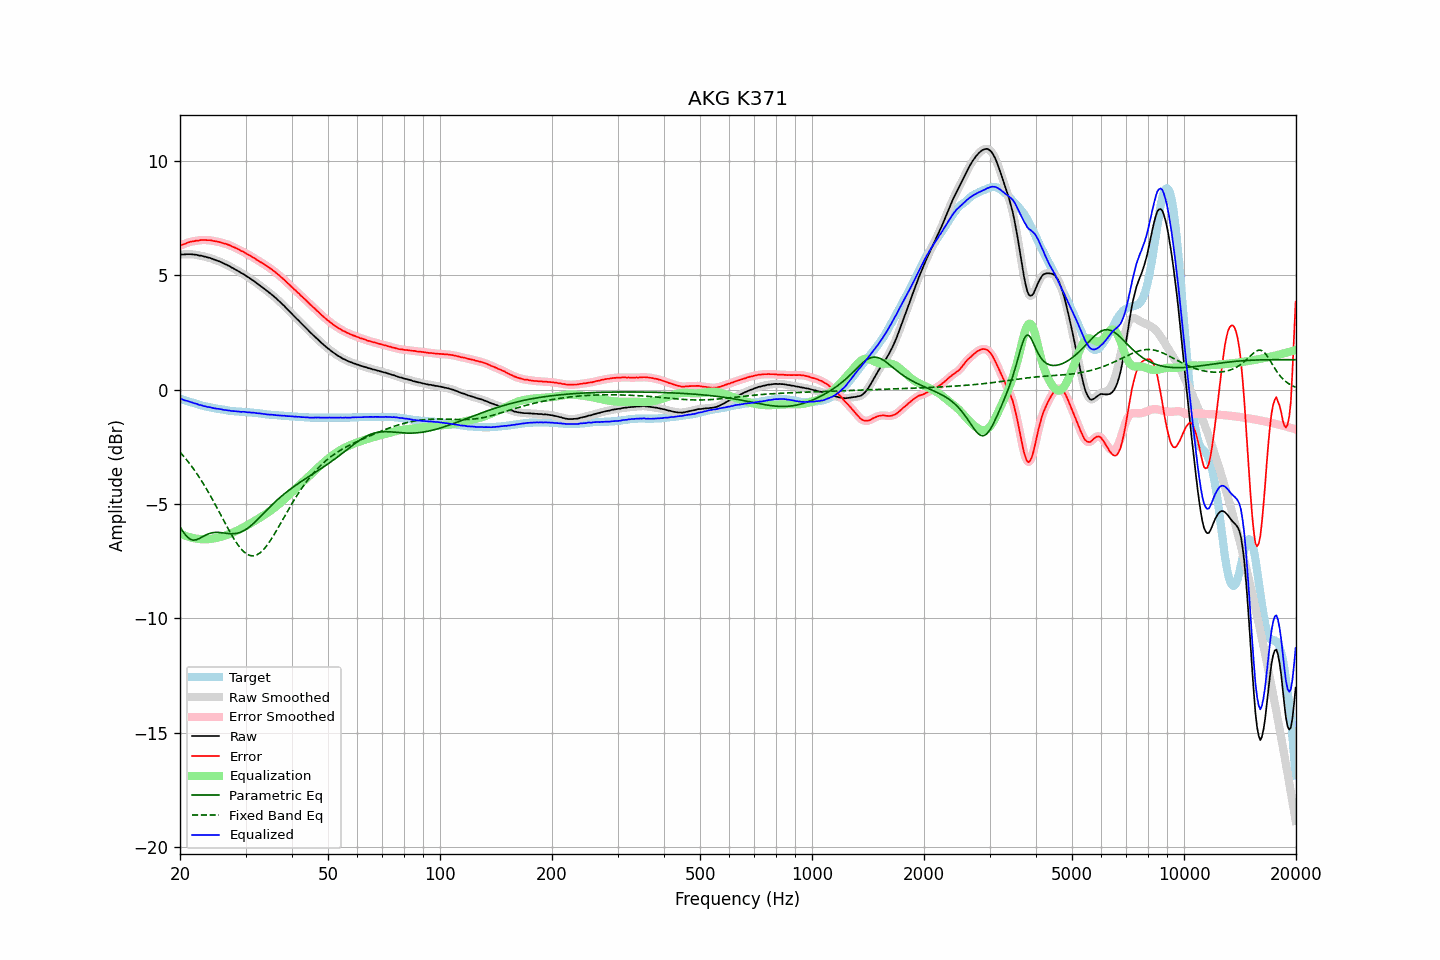 AKG K371
Amplitude (dBr)
10
5
0
−5
−10
−15
−20
Target
Raw Smoothed
Error Smoothed
Raw
Error
Equalization
Parametric Eq
Fixed Band Eq
Equalized
20 50 100 200 500 1000 2000 5000 10000 20000
Frequency (Hz)